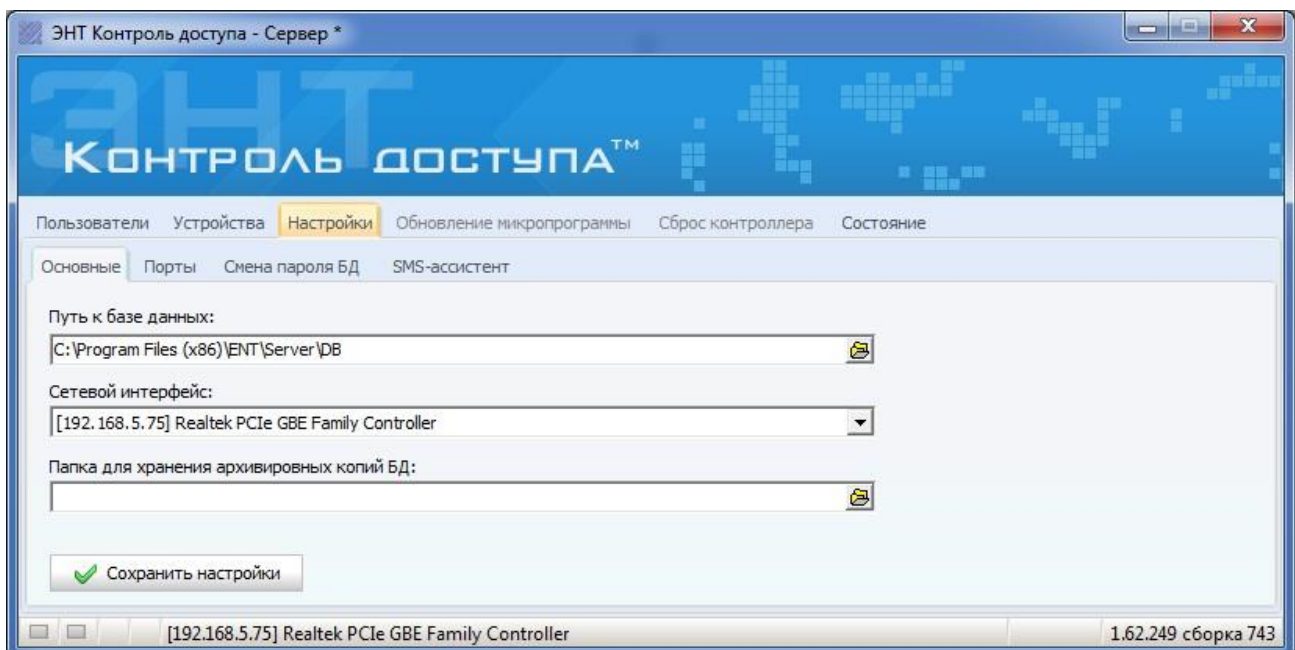 ЭНТ Контроль доступа - Сервер *
ЭНТ
КОНТРОЛЬ ДОСТУПА™
Пользователи Устройства Настройки Обновление микропрограммы Сброс контроллера Состояние
Основные Порты Смена пароля БД SMS-ассистент
Путь к базе данных:
C:\Program Files (x86)\ENT\Server\DB
Сетевой интерфейс:
[192.168.5.75] Realtek PCIe GBE Family Controller
Папка для хранения архивировных копий БД:
Сохранить настройки
[192.168.5.75] Realtek PCIe GBE Family Controller 1.62.249 сборка 743